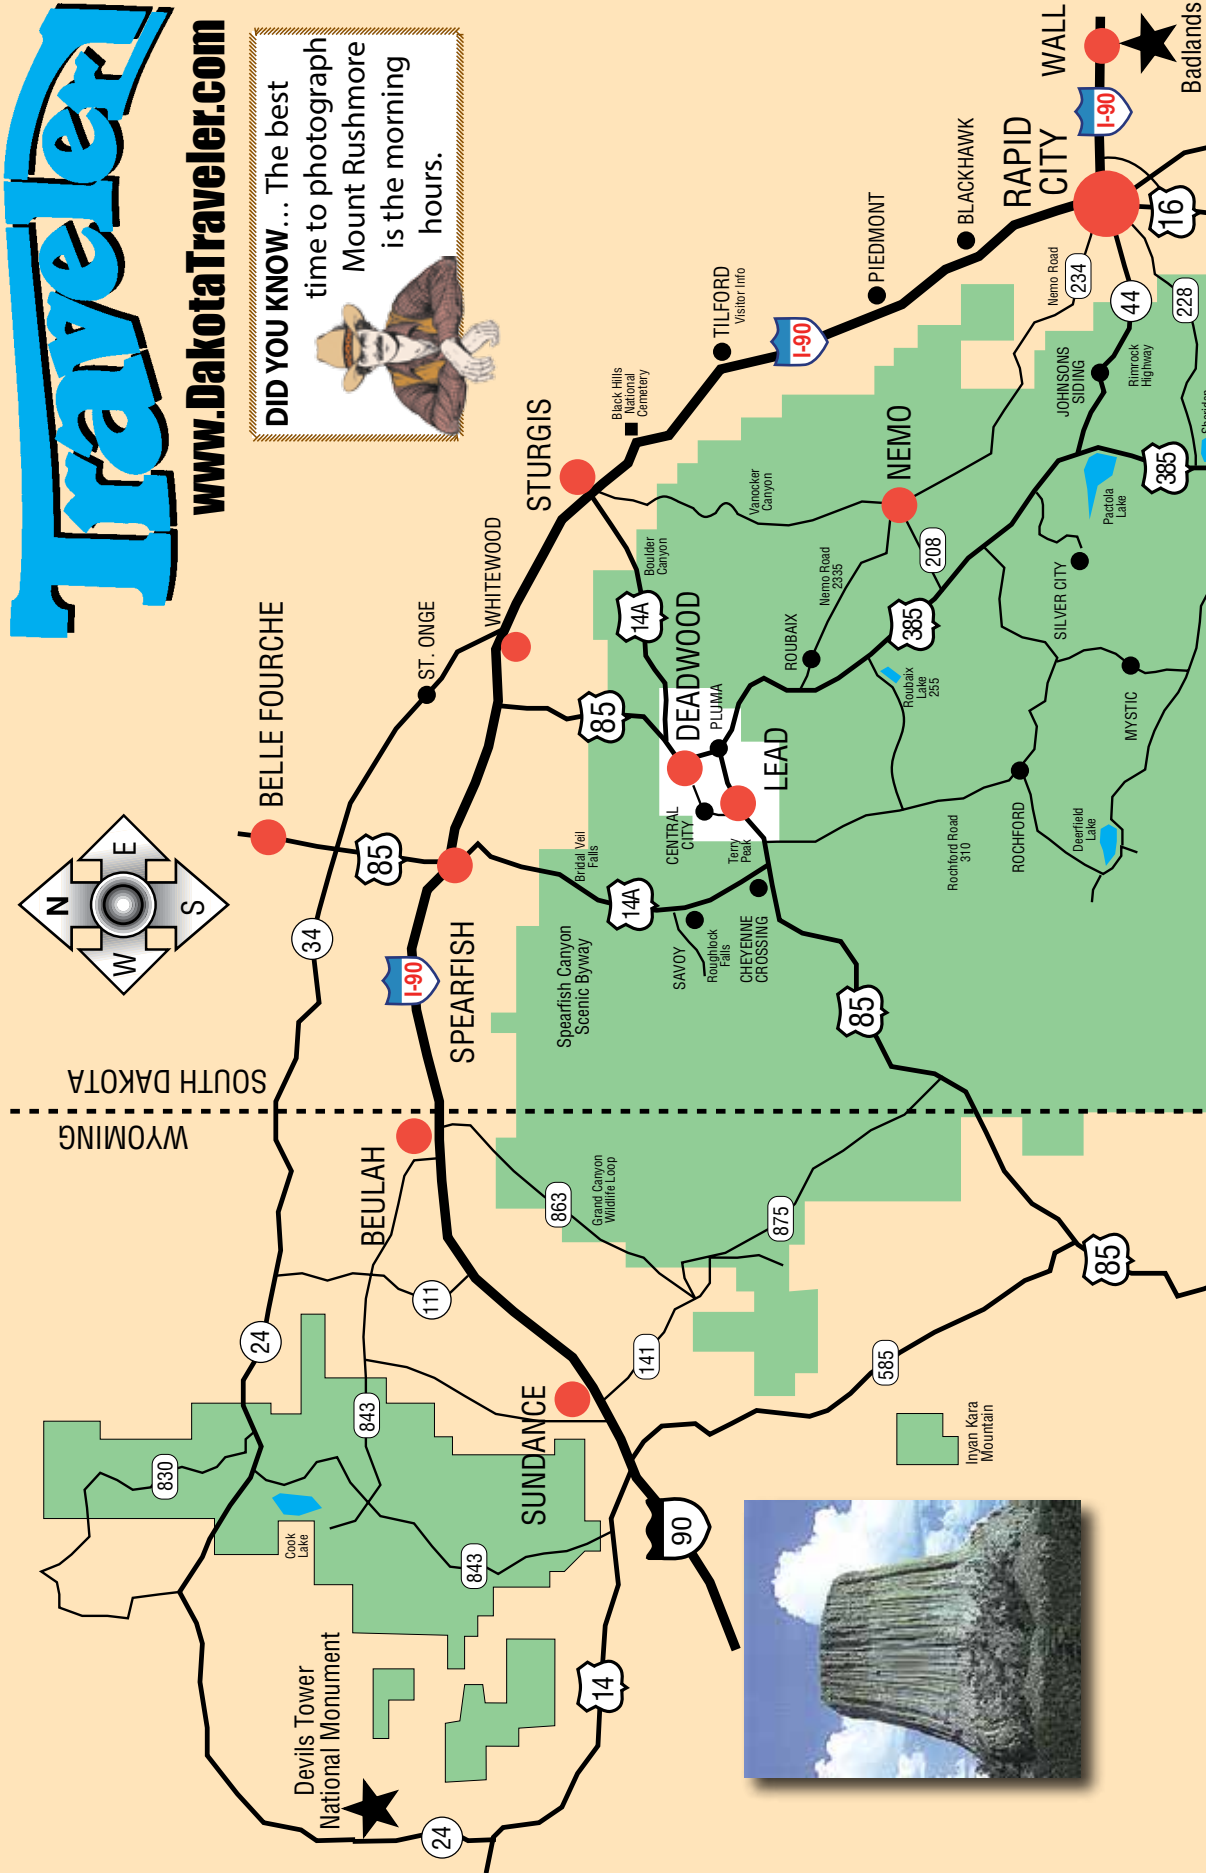 Traveler
www.DakotaTraveler.com
DID YOU KNOW... The best
time to photograph
Mount Rushmore
is the morning
hours.
N
W
E
S
WYOMING
SOUTH DAKOTA
BELLE FOURCHE
ST. ONGE
WHITEWOOD
STURGIS
Black Hills
National
Cemetery
TILFORD
Visitor Info
I-90
PIEDMONT
BLACKHAWK
RAPID
CITY
WALL
I-90
Badlands
16
Nemo Road
234
44
228
Rimrock
Highway
JOHNSONS
SIDING
385
Pactola
Lake
NEMO
208
Vanocker
Canyon
Boulder
Canyon
14A
DEADWOOD
PLUMA
LEAD
CENTRAL
CITY
Terry
Peak
85
ROUBAIX
Nemo Road
2335
385
Roubaix
Lake
255
SILVER CITY
MYSTIC
ROCHFORD
Rochford Road
310
Deerfield
Lake
34
85
SPEARFISH
I-90
Bridal Veil
Falls
14A
Spearfish Canyon
Scenic Byway
SAVOY
Roughlock
Falls
CHEYENNE
CROSSING
85
BEULAH
863
Grand Canyon
Wildlife Loop
875
111
24
843
830
Cook
Lake
843
SUNDANCE
141
585
85
Inyan Kara
Mountain
90
14
Devils Tower
National Monument
24